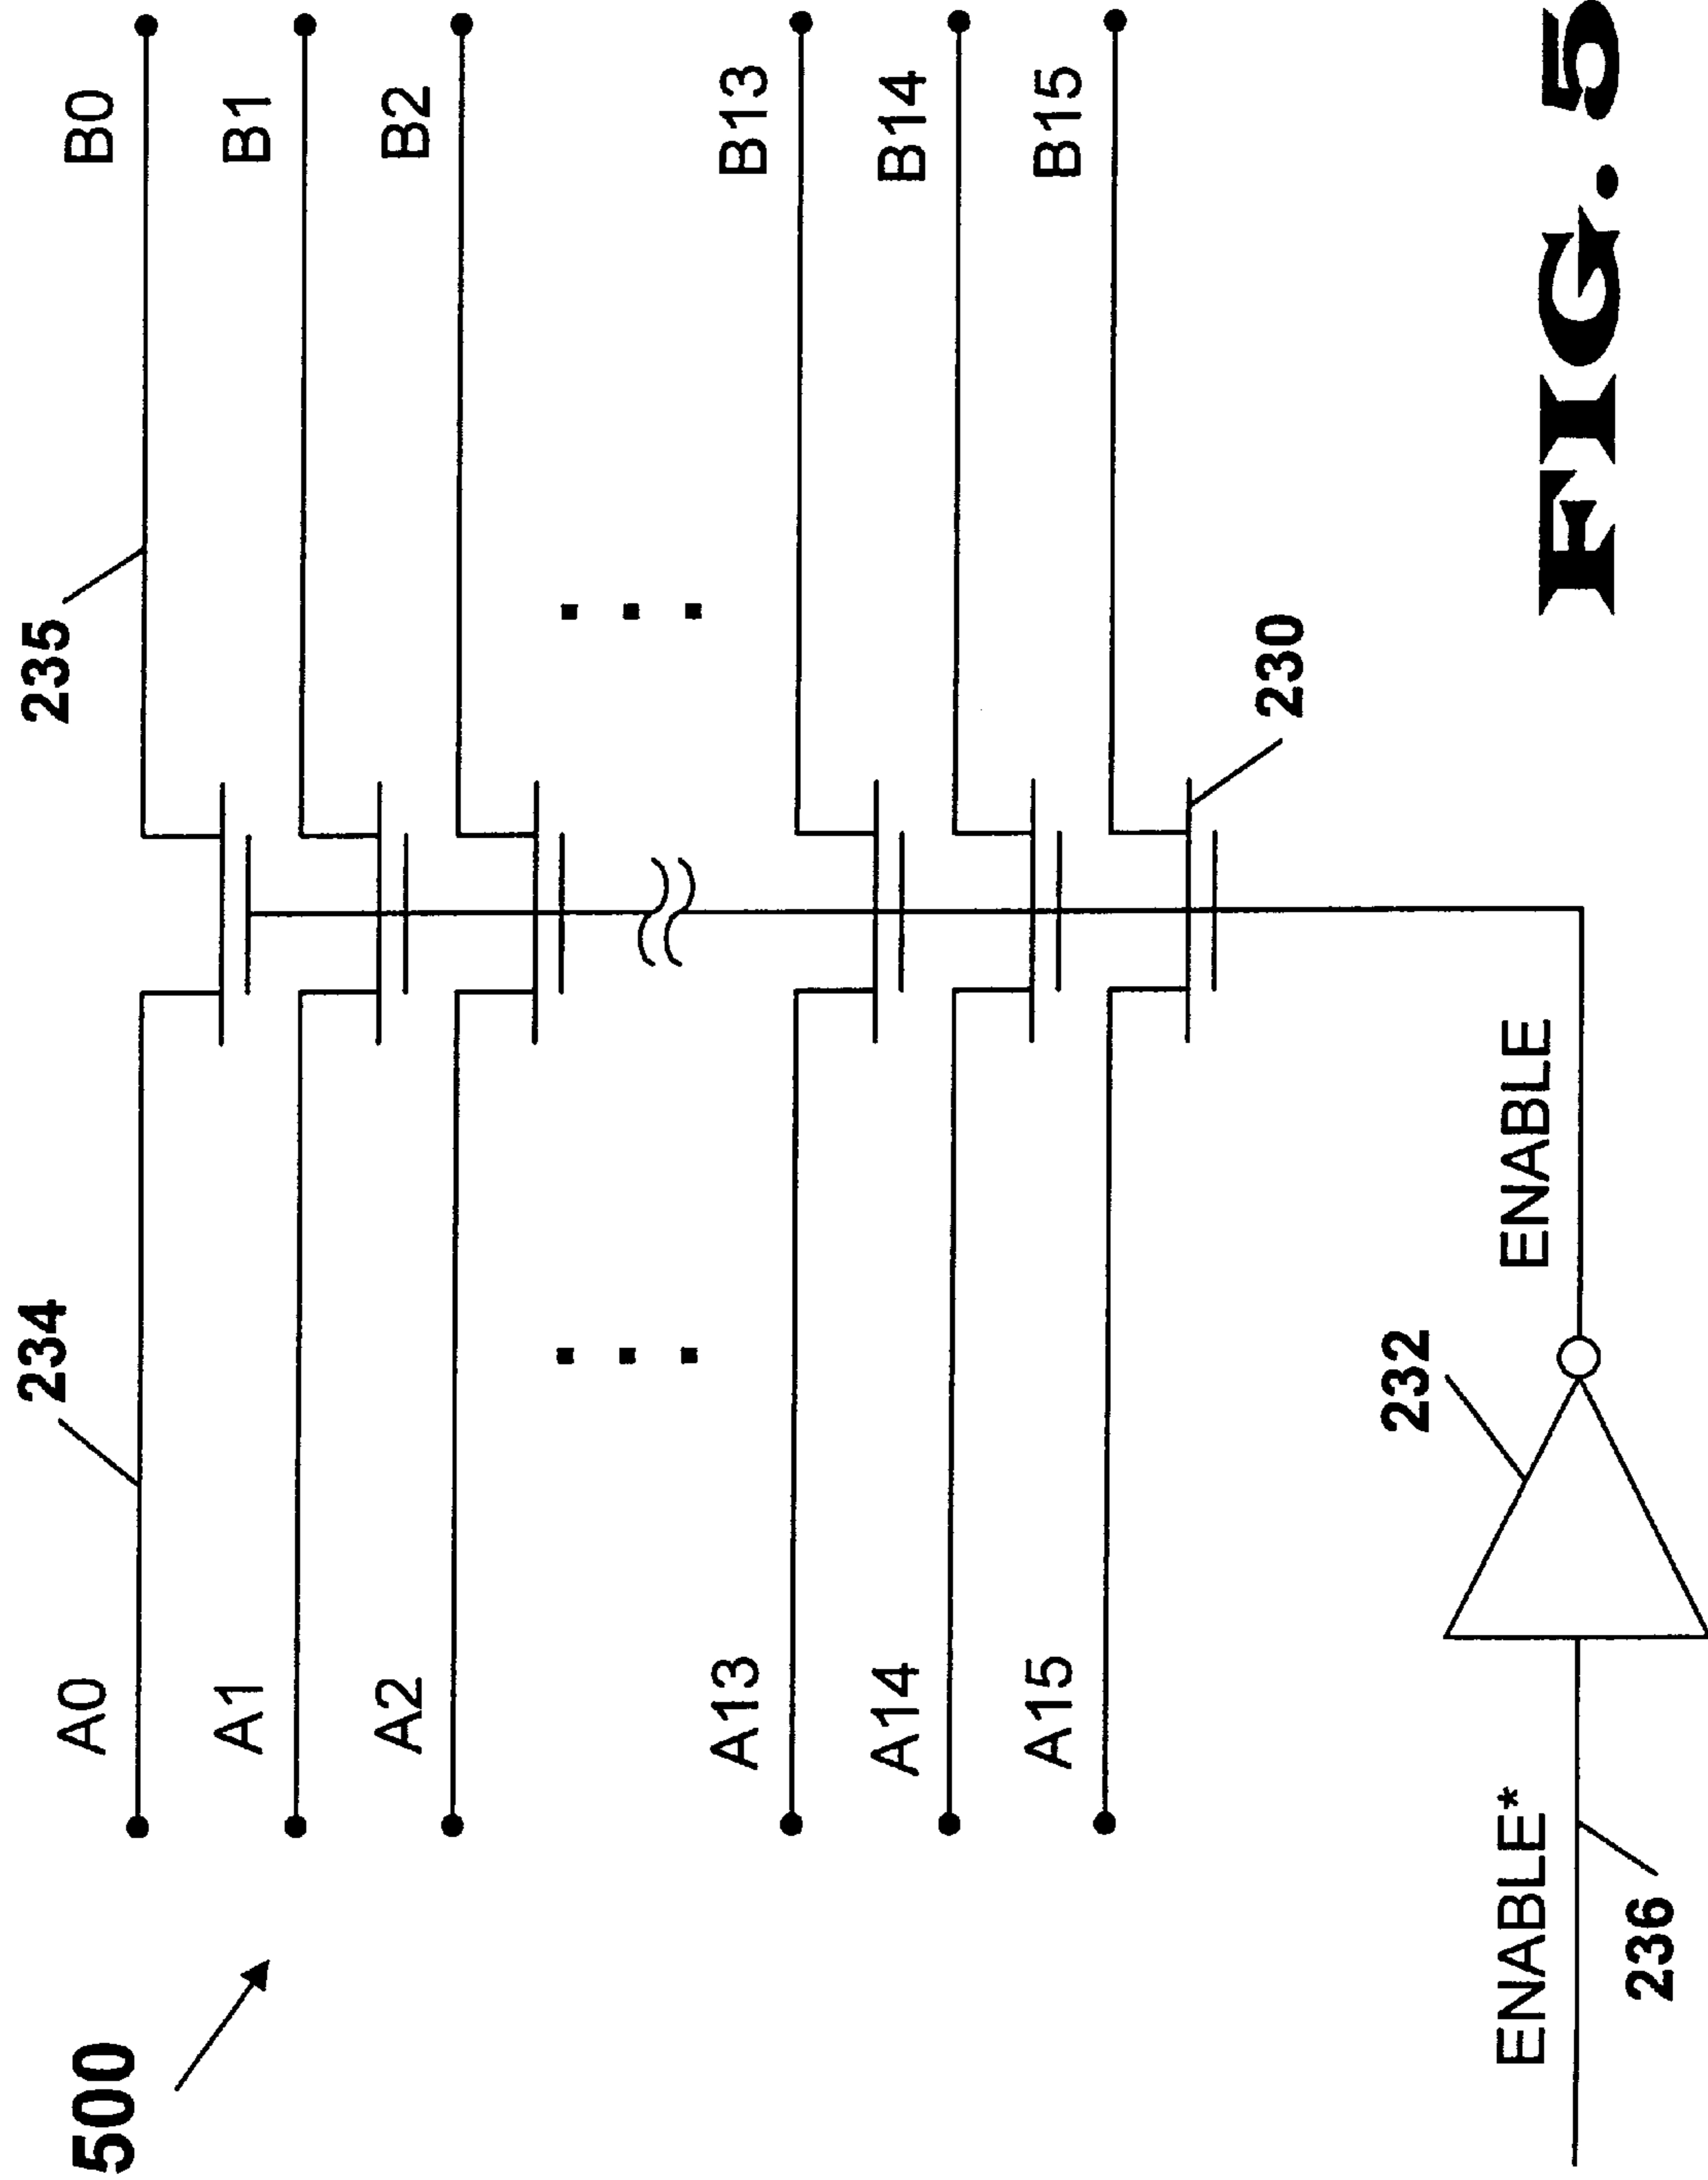 500
234
235
A0
B0
A1
B1
A2
B2
A13
B13
A14
B14
A15
B15
230
ENABLE*
236
232
ENABLE
FIG. 5